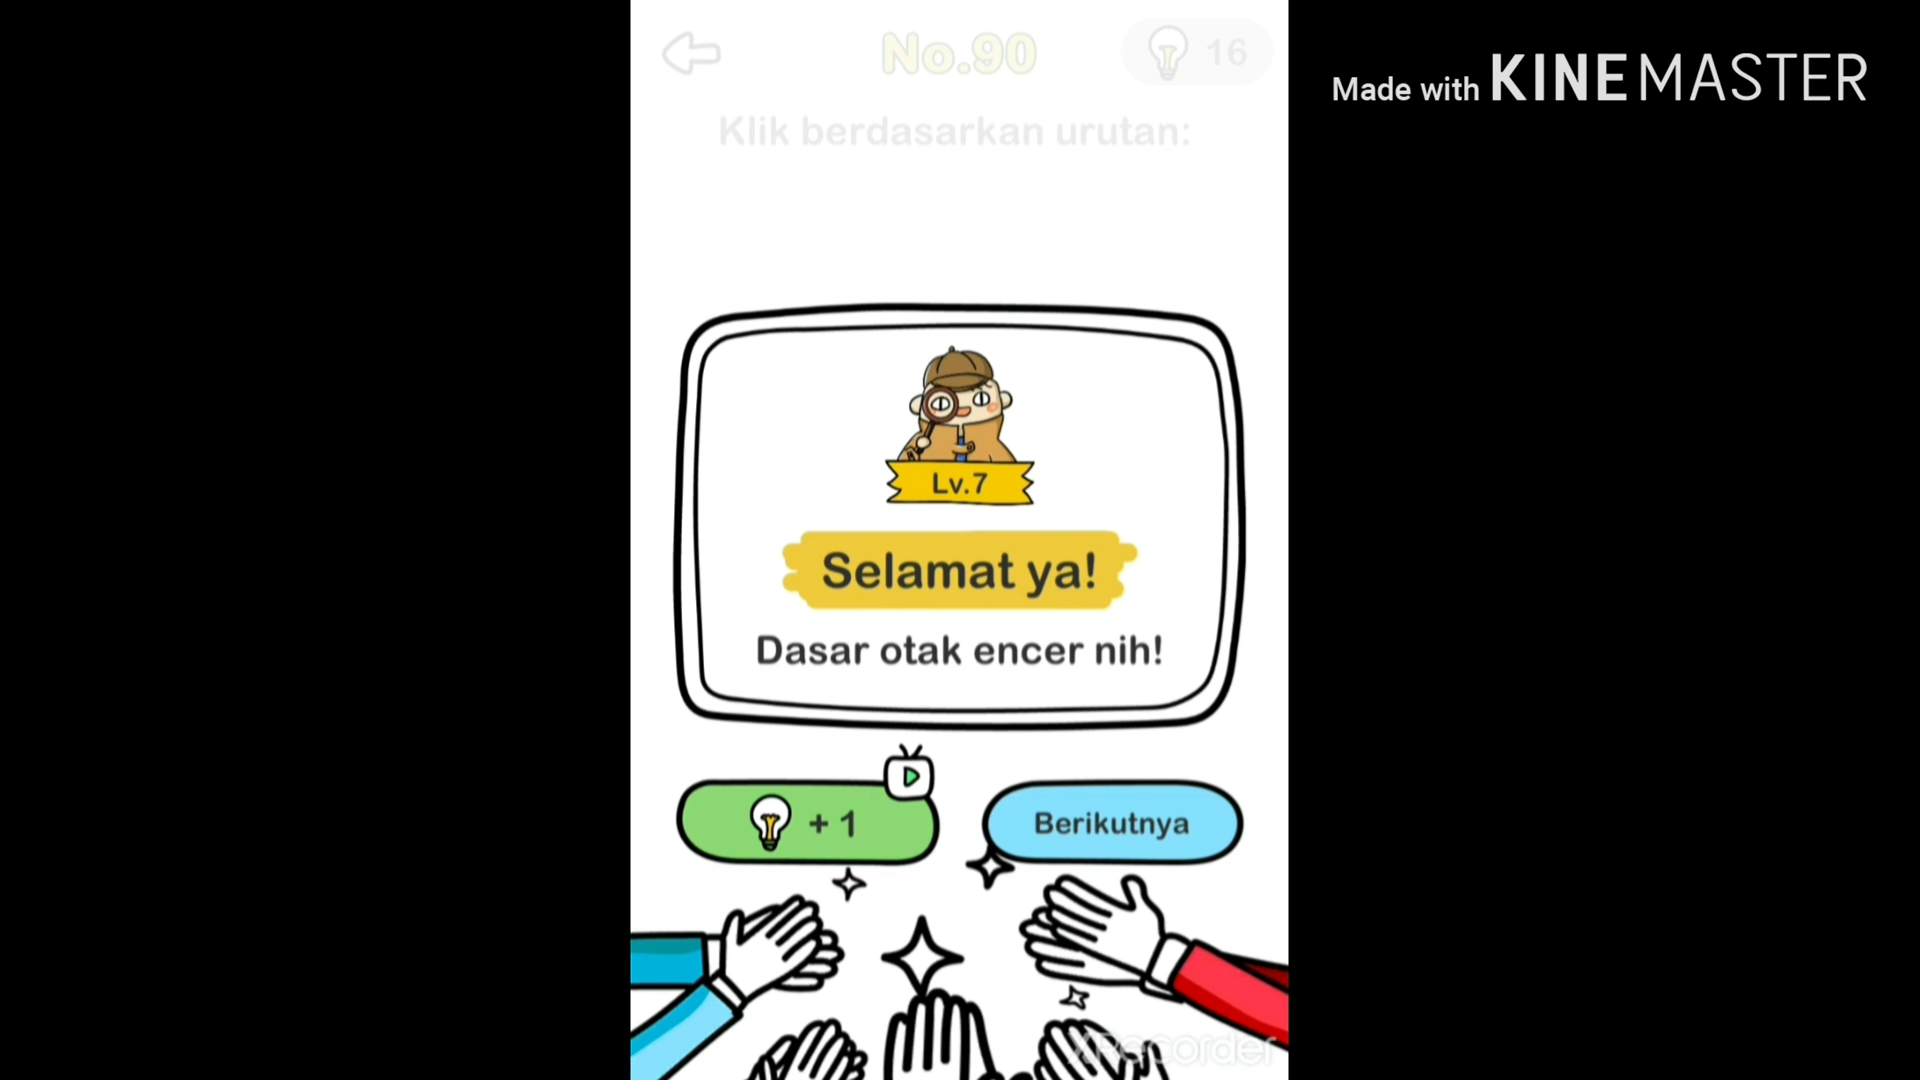 No.90
16
Made with KINEMASTER
Klik berdasarkan urutan:
Lv.7
Selamat ya!
Dasar otak encer nih!
+ 1
Berikutnya
XRecorder